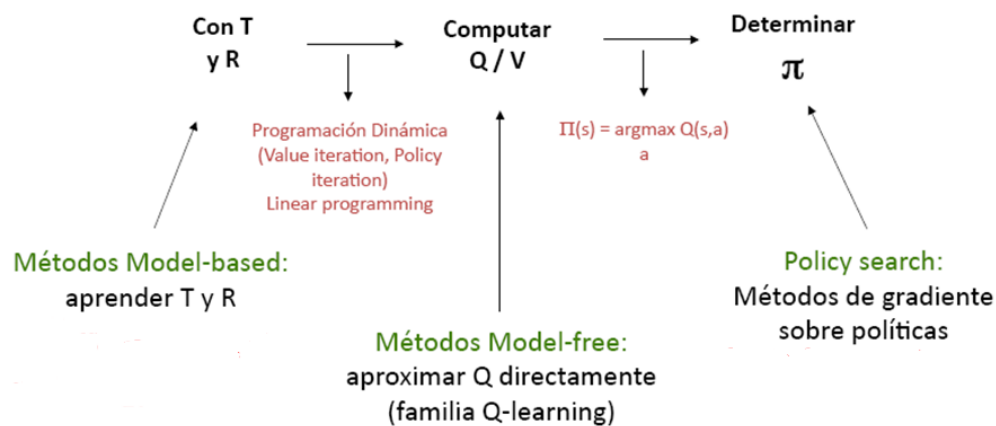 Con T
y R
Computar
Q / V
Determinar
π
Programación Dinámica
(Value iteration, Policy
iteration)
Linear programming
Π(s) = argmax Q(s,a)
a
Métodos Model-based:
aprender T y R
Métodos Model-free:
aproximar Q directamente
(familia Q-learning)
Policy search:
Métodos de gradiente
sobre políticas